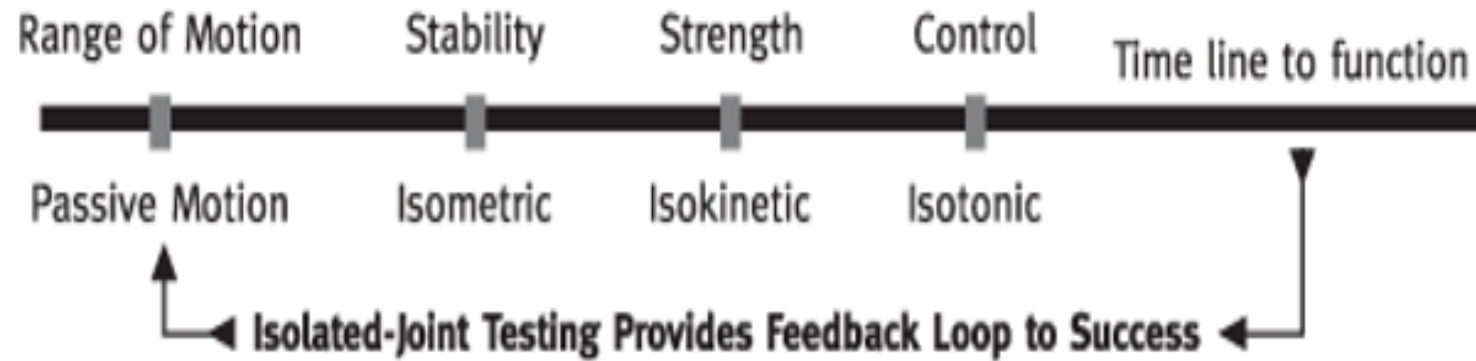 Range of Motion Stability Strength Control Time line to function
Passive Motion Isometric Isokinetic Isotonic
Isolated-Joint Testing Provides Feedback Loop to Success